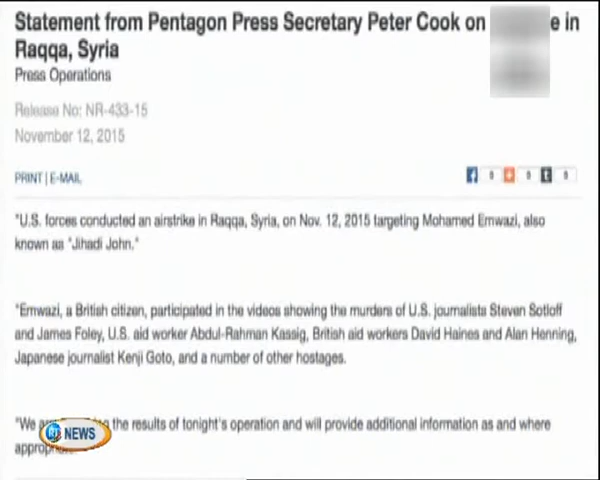 Statement from Pentagon Press Secretary Peter Cook on e in
Raqqa, Syria
Press Operations
Release No: NR-433-15
November 12, 2015
PRINT | E-MAIL
0 0 0
"U.S. forces conducted an airstrike in Raqqa, Syria, on Nov. 12, 2015 targeting Mohamed Emwazi, also
known as "Jihadi John."
"Emwazi, a British citizen, participated in the videos showing the murders of U.S. journalists Steven Sotloff
and James Foley, U.S. aid worker Abdul-Rahman Kassig, British aid workers David Haines and Alan Henning,
Japanese journalist Kenji Goto, and a number of other hostages.
"We the results of tonight's operation and will provide additional information as and where
NEWS